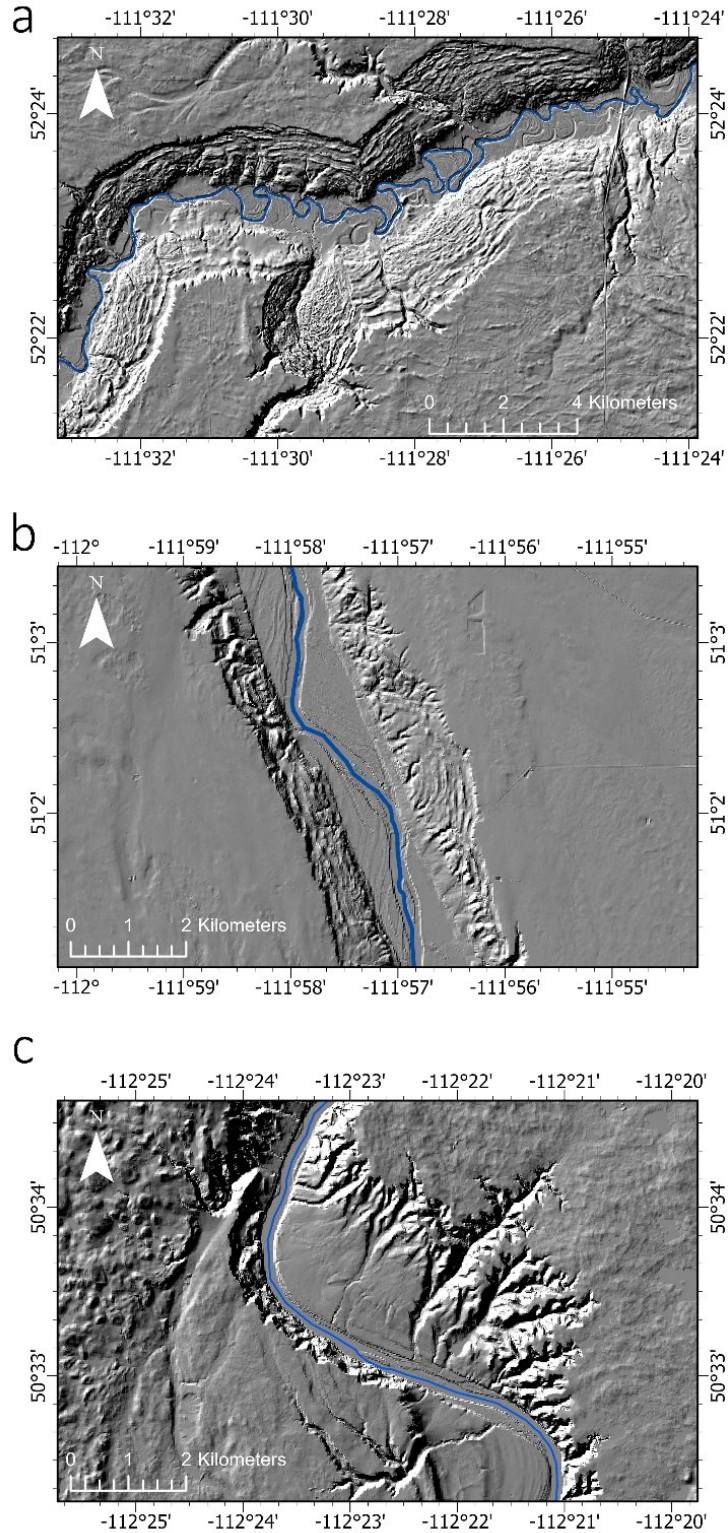 a
-111°32' -111°30' -111°28' -111°26' -111°24'
N
52°24'
52°24'
52°22'
52°22'
0 2 4 Kilometers
-111°32' -111°30' -111°28' -111°26' -111°24'
b
-112° -111°59' -111°58' -111°57' -111°56' -111°55'
N
51°3'
51°3'
51°2'
51°2'
0 1 2 Kilometers
-112° -111°59' -111°58' -111°57' -111°56' -111°55'
c
-112°25' -112°24' -112°23' -112°22' -112°21' -112°20'
N
50°34'
50°34'
50°33'
50°33'
0 1 2 Kilometers
-112°25' -112°24' -112°23' -112°22' -112°21' -112°20'